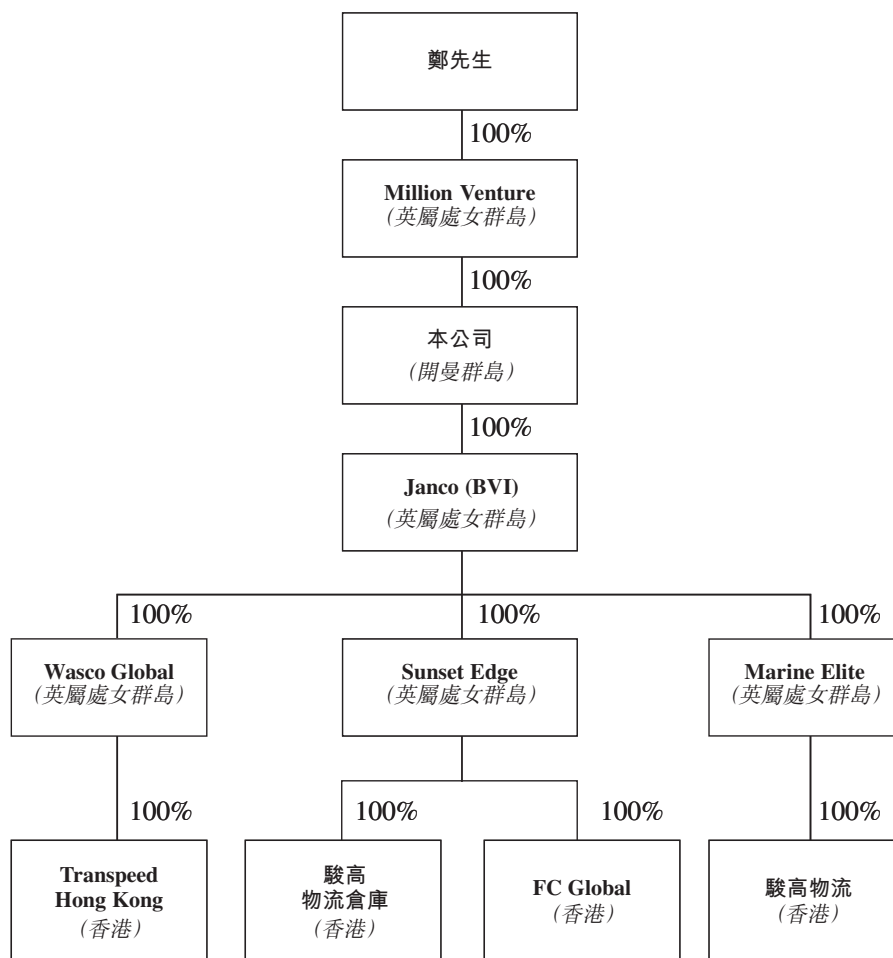 鄭先生
100%
Million Venture
(英屬處女群島)
100%
本公司
(開曼群島)
100%
Janco (BVI)
(英屬處女群島)
100%
100%
100%
Wasco Global
(英屬處女群島)
Sunset Edge
(英屬處女群島)
Marine Elite
(英屬處女群島)
100%
100%
100%
100%
Transpeed
Hong Kong
(香港)
駿高
物流倉庫
(香港)
FC Global
(香港)
駿高物流
(香港)